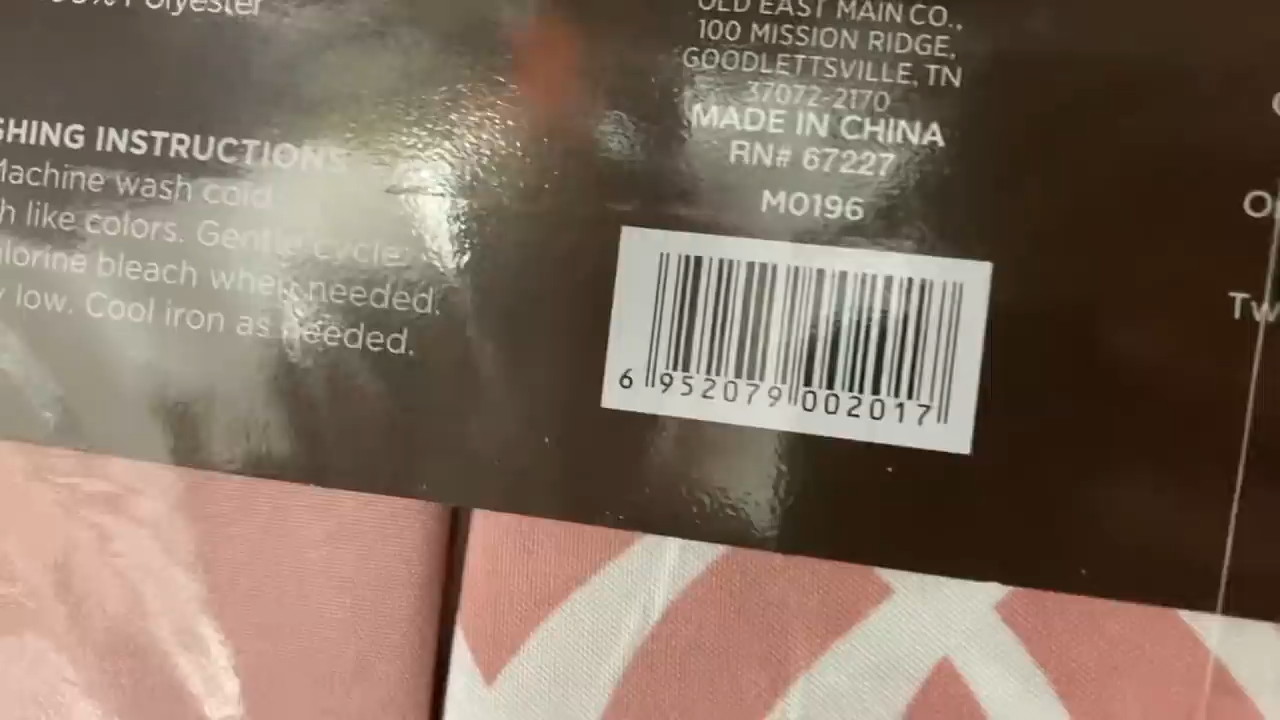 Polyester
SHING INSTRUCTIONS
Machine wash cold
h like colors. Gentle cycle.
lorine bleach when needed.
low. Cool iron as needed.
OLD EAST MAIN CO.,
100 MISSION RIDGE,
GOODLETTSVILLE, TN
37072-2170
MADE IN CHINA
RN# 67227
M0196
6 952079 002017
Tw